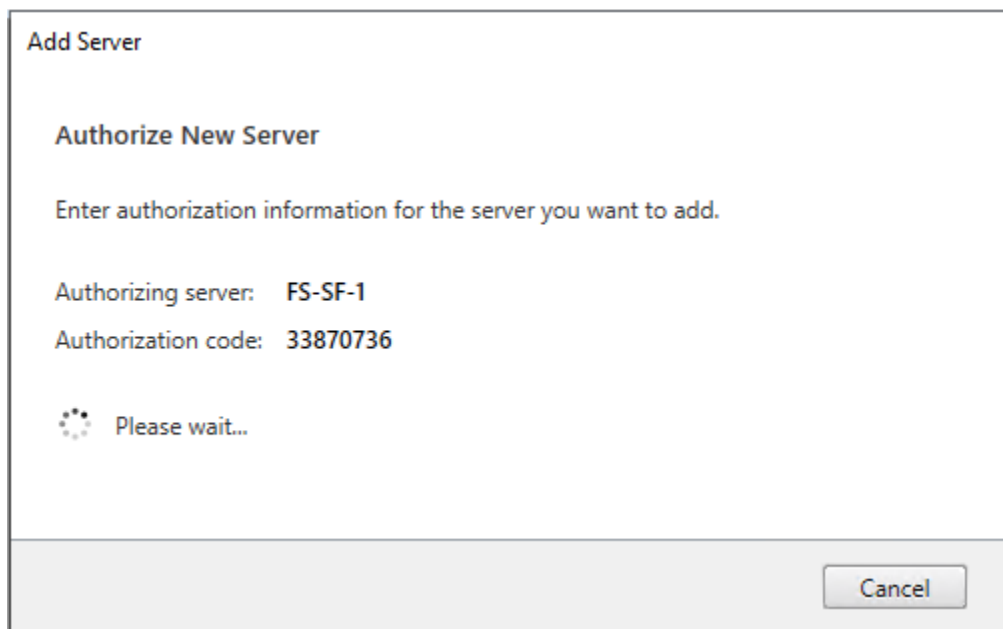 Add Server
Authorize New Server
Enter authorization information for the server you want to add.
Authorizing server: FS-SF-1
Authorization code: 33870736
Please wait...
Cancel